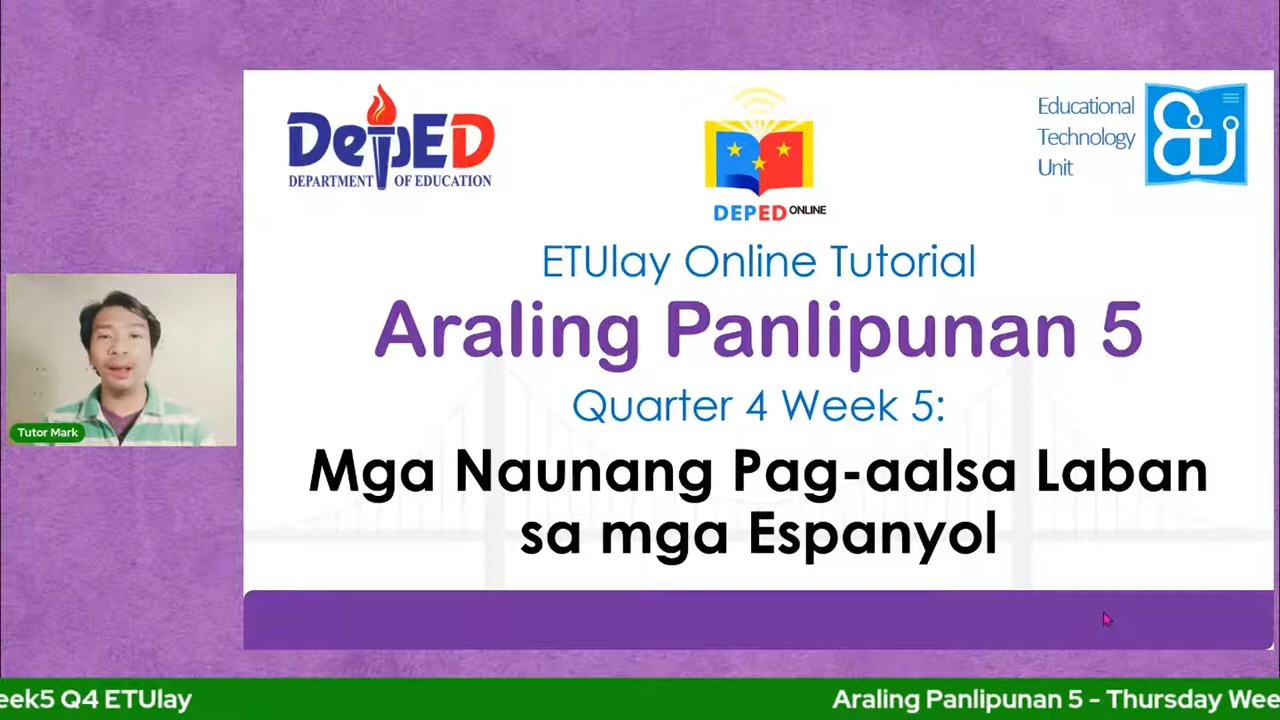 DepED
DEPARTMENT OF EDUCATION
DEPED ONLINE
Educational
Technology
Unit
ETUlay Online Tutorial
Araling Panlipunan 5
Quarter 4 Week 5:
Mga Naunang Pag-aalsa Laban
sa mga Espanyol
Tutor Mark
eek5 Q4 ETUlay
Araling Panlipunan 5 - Thursday Wee